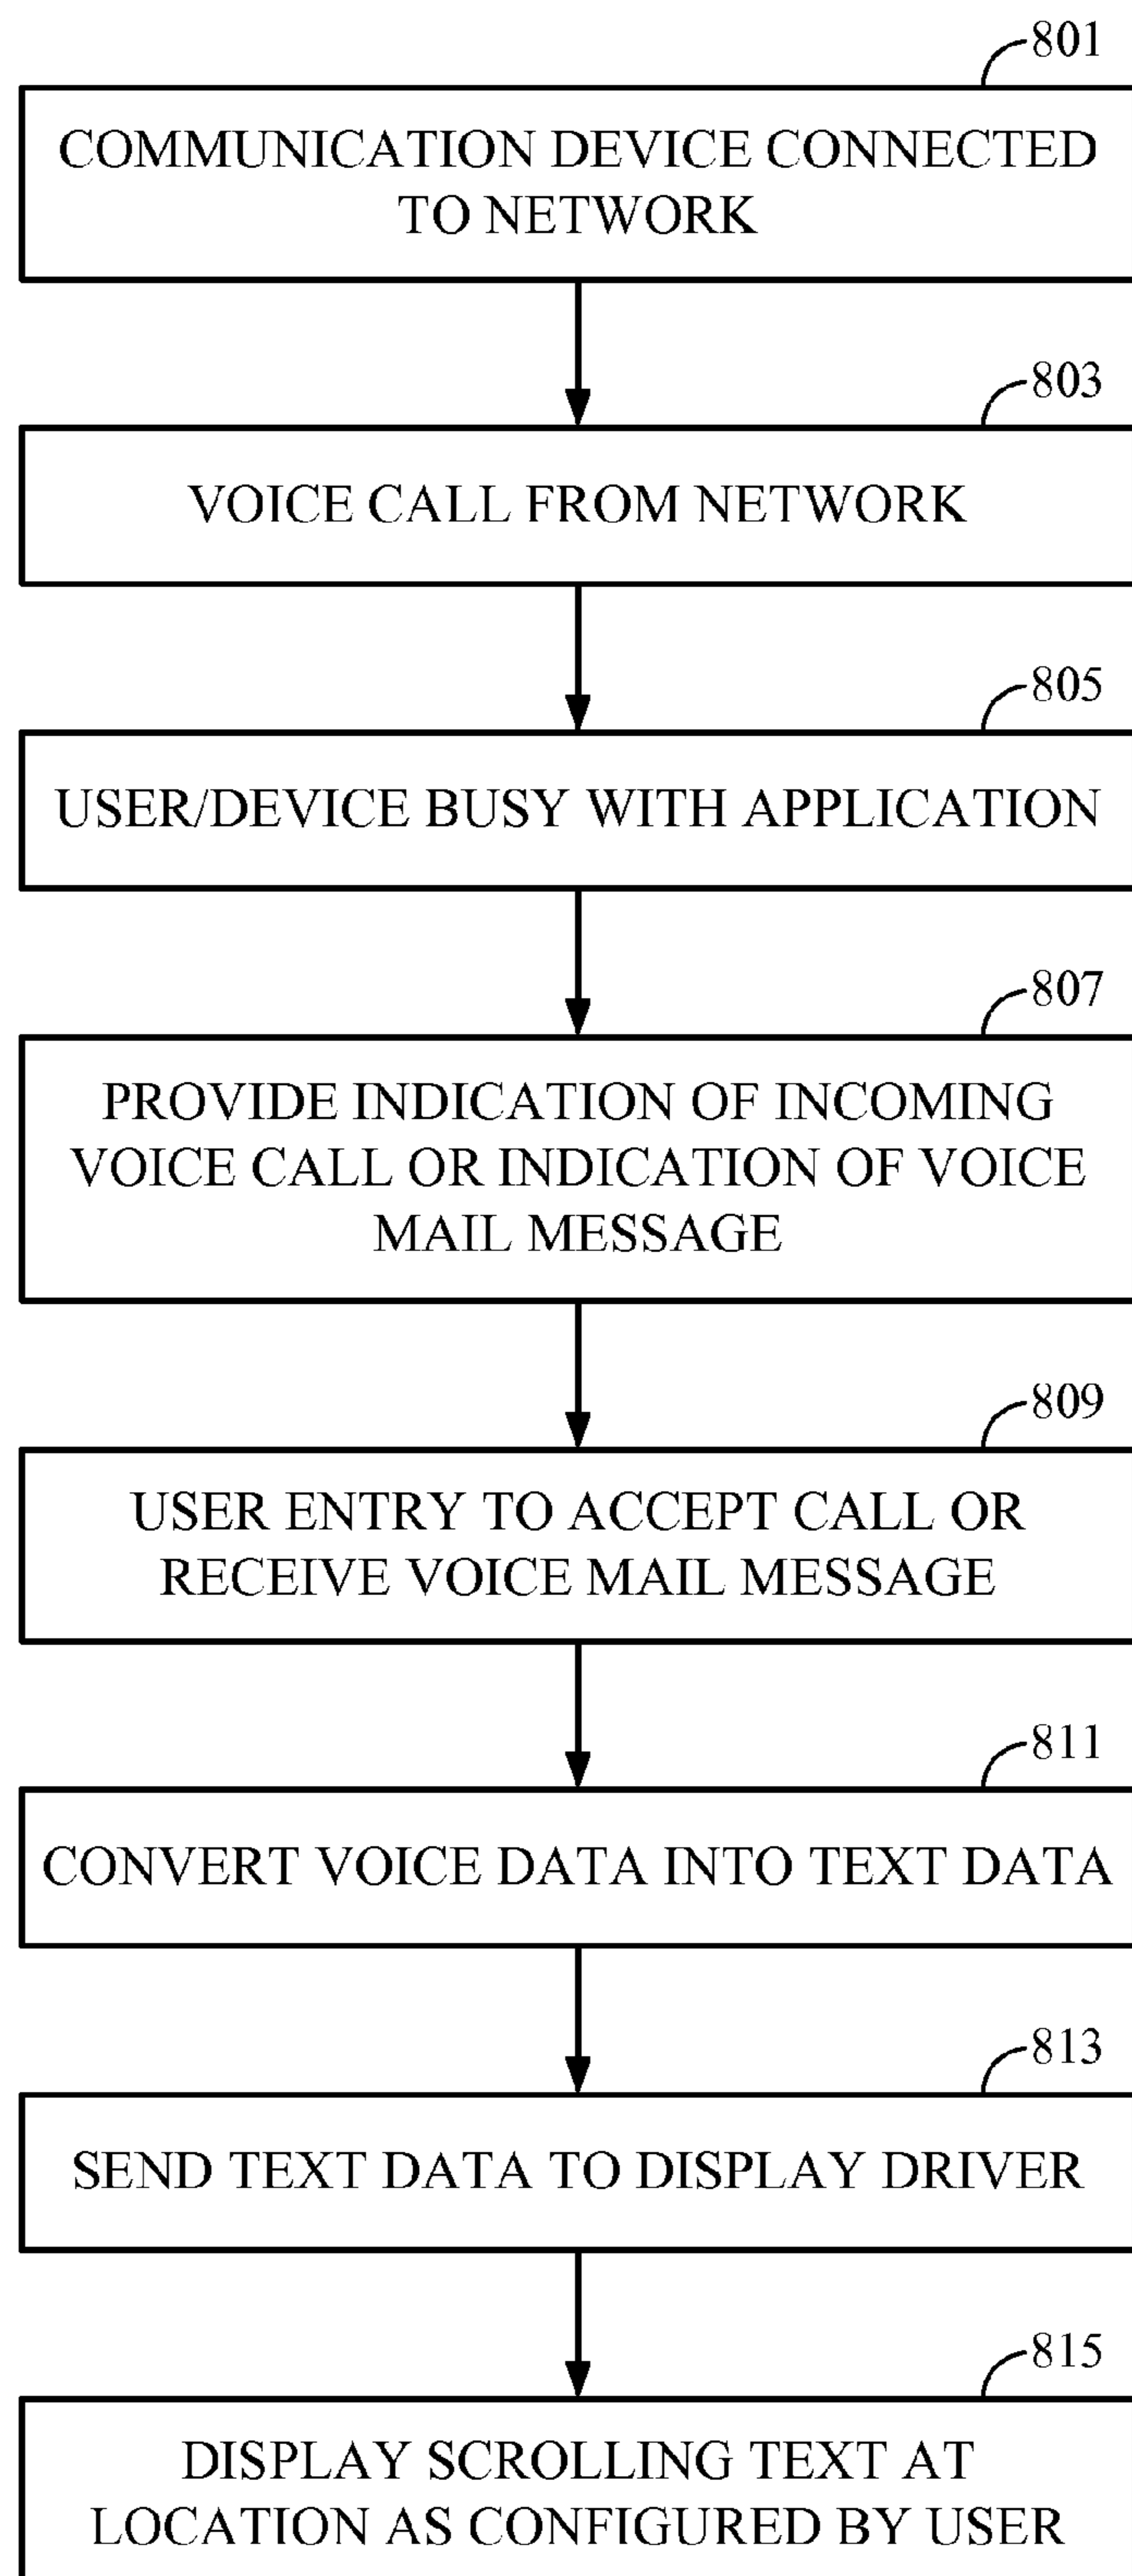 801
COMMUNICATION DEVICE CONNECTED
TO NETWORK
803
VOICE CALL FROM NETWORK
805
USER/DEVICE BUSY WITH APPLICATION
807
PROVIDE INDICATION OF INCOMING
VOICE CALL OR INDICATION OF VOICE
MAIL MESSAGE
809
USER ENTRY TO ACCEPT CALL OR
RECEIVE VOICE MAIL MESSAGE
811
CONVERT VOICE DATA INTO TEXT DATA
813
SEND TEXT DATA TO DISPLAY DRIVER
815
DISPLAY SCROLLING TEXT AT
LOCATION AS CONFIGURED BY USER